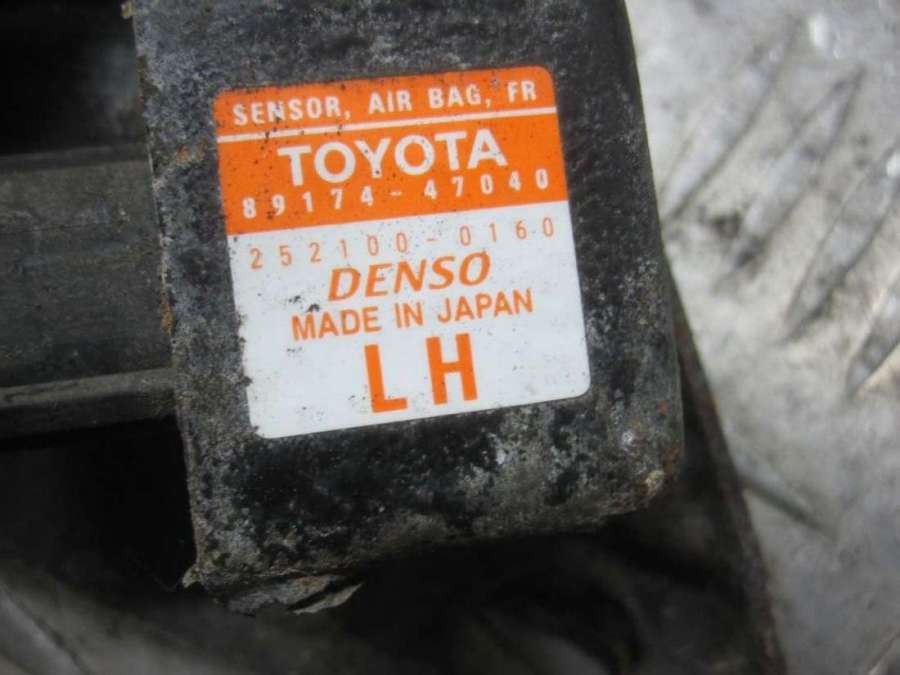 SENSOR, AIR BAG, FR
TOYOTA
89174-47040
252100-0160
DENSO
MADE IN JAPAN
LH